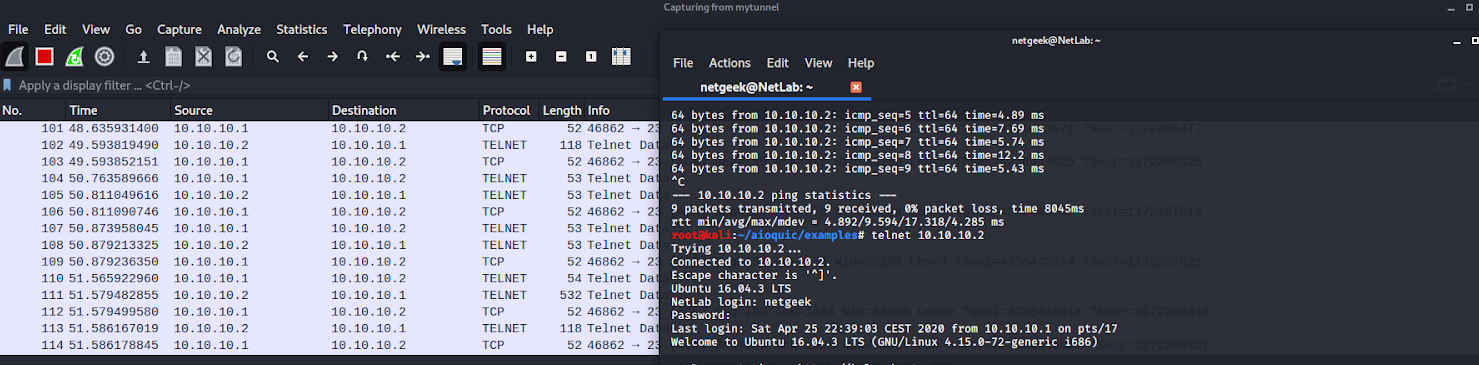 Capturing from mytunnel
File Edit View Go Capture Analyze Statistics Telephony Wireless Tools Help
Apply a display filter ... <Ctrl-/>
No. Time Source Destination Protocol Length Info
101 48.635931400 10.10.10.1 10.10.10.2 TCP 52 46862 → 23
102 49.593819490 10.10.10.2 10.10.10.1 TELNET 118 Telnet Data
103 49.593852151 10.10.10.1 10.10.10.2 TCP 52 46862 → 23
104 50.763589666 10.10.10.1 10.10.10.2 TELNET 53 Telnet Data
105 50.811049616 10.10.10.2 10.10.10.1 TELNET 53 Telnet Data
106 50.811090746 10.10.10.1 10.10.10.2 TCP 52 46862 → 23
107 50.873958045 10.10.10.1 10.10.10.2 TELNET 53 Telnet Data
108 50.879213325 10.10.10.2 10.10.10.1 TELNET 53 Telnet Data
109 50.879236350 10.10.10.1 10.10.10.2 TCP 52 46862 → 23
110 51.565922960 10.10.10.1 10.10.10.2 TELNET 54 Telnet Data
111 51.579482855 10.10.10.2 10.10.10.1 TELNET 532 Telnet Data
112 51.579499580 10.10.10.1 10.10.10.2 TCP 52 46862 → 23
113 51.586167019 10.10.10.2 10.10.10.1 TELNET 118 Telnet Data
114 51.586178845 10.10.10.1 10.10.10.2 TCP 52 46862 → 23
netgeek@NetLab: ~
File Actions Edit View Help
netgeek@NetLab: ~
64 bytes from 10.10.10.2: icmp_seq=5 ttl=64 time=4.89 ms
64 bytes from 10.10.10.2: icmp_seq=6 ttl=64 time=7.69 ms
64 bytes from 10.10.10.2: icmp_seq=7 ttl=64 time=5.74 ms
64 bytes from 10.10.10.2: icmp_seq=8 ttl=64 time=12.2 ms
64 bytes from 10.10.10.2: icmp_seq=9 ttl=64 time=5.43 ms
^C
--- 10.10.10.2 ping statistics ---
9 packets transmitted, 9 received, 0% packet loss, time 8045ms
rtt min/avg/max/mdev = 4.892/9.594/17.318/4.285 ms
root@kali:~/aioquic/examples# telnet 10.10.10.2
Trying 10.10.10.2...
Connected to 10.10.10.2.
Escape character is '^]'.
Ubuntu 16.04.3 LTS
NetLab login: netgeek
Password:
Last login: Sat Apr 25 22:39:03 CEST 2020 from 10.10.10.1 on pts/17
Welcome to Ubuntu 16.04.3 LTS (GNU/Linux 4.15.0-72-generic i686)